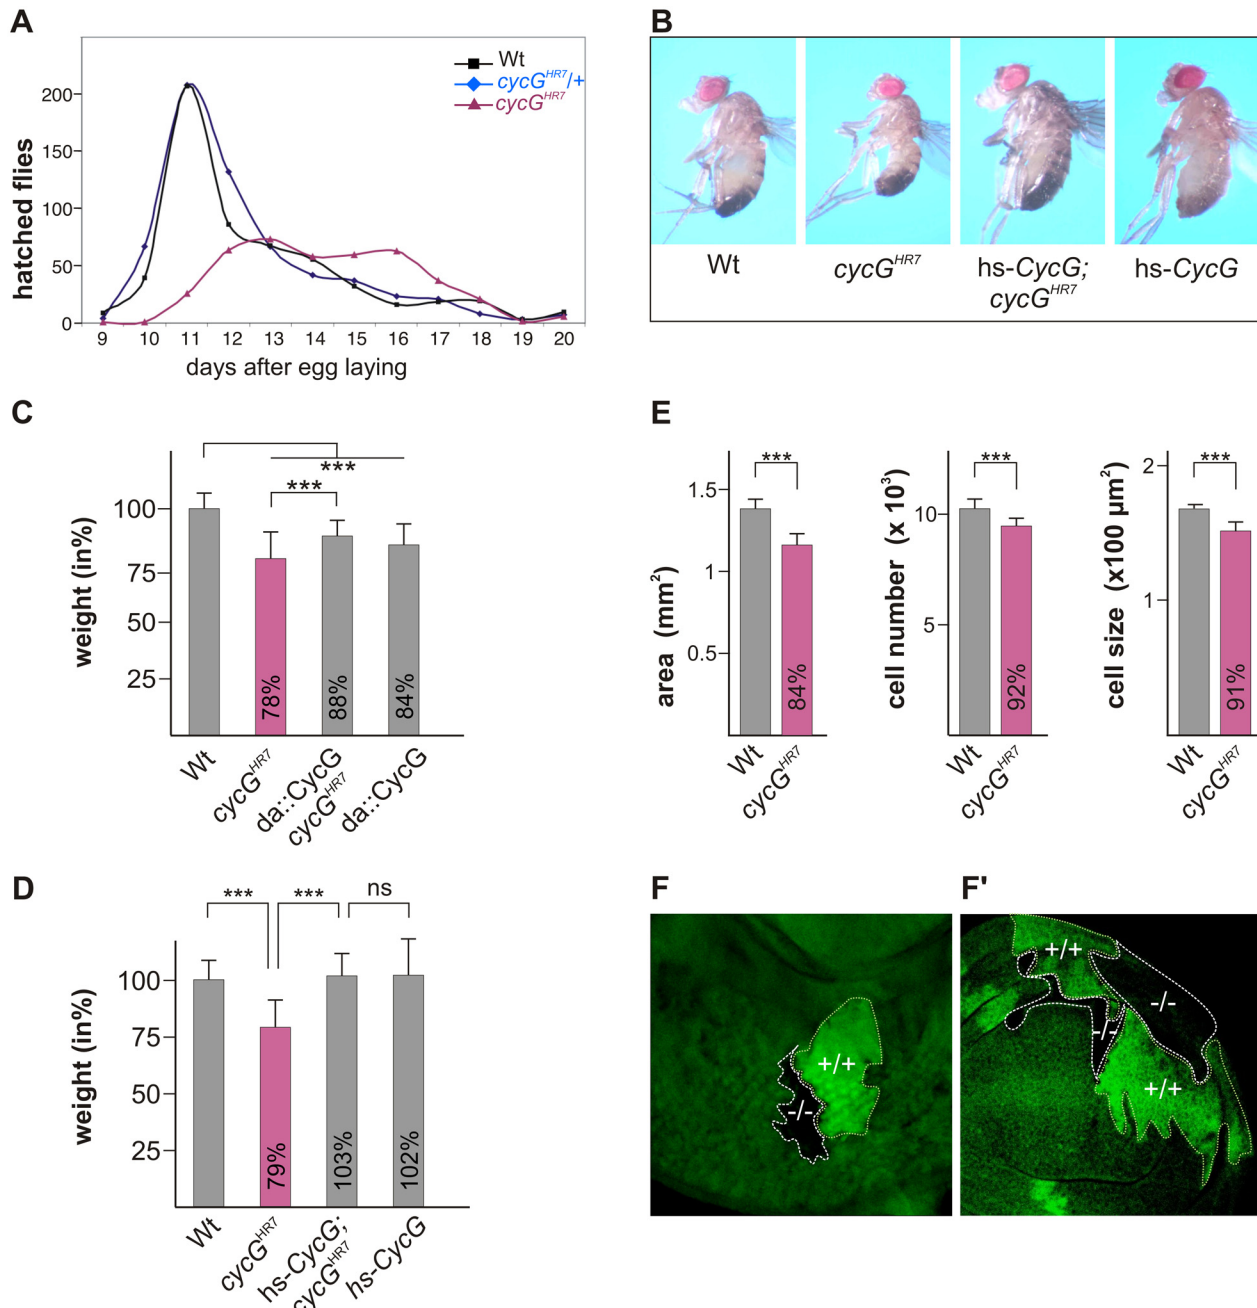 A
hatched flies
200
150
100
50
0
9 10 11 12 13 14 15 16 17 18 19 20
days after egg laying
Wt
cycG^HR7/+
cycG^HR7
B
Wt
cycG^HR7
hs-CycG;
cycG^HR7
hs-CycG
C
weight (in%)
100
75
50
25
***
***
78%
88%
84%
Wt
cycG^HR7
da::CycG
cycG^HR7
da::CycG
E
area (mm²)
1.5
1
0.5
***
84%
Wt
cycG^HR7
cell number (x 10³)
10
5
***
92%
Wt
cycG^HR7
cell size (x100 µm²)
2
1
***
91%
Wt
cycG^HR7
D
weight (in%)
100
75
50
25
*** *** ns
79%
103%
102%
Wt
cycG^HR7
hs-CycG;
cycG^HR7
hs-CycG
F
+/+
-/-
F'
+/+
-/-
-/-
+/+